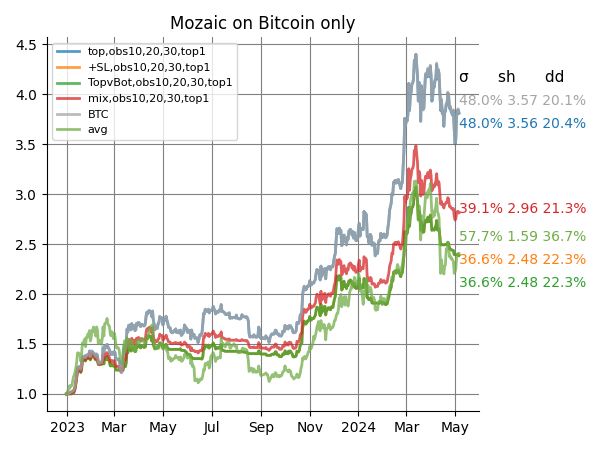 Mozaic on Bitcoin only
4.5
4.0
3.5
3.0
2.5
2.0
1.5
1.0
top,obs10,20,30,top1
+SL,obs10,20,30,top1
TopvBot,obs10,20,30,top1
mix,obs10,20,30,top1
BTC
avg
σ sh dd
48.0% 3.57 20.1%
48.0% 3.56 20.4%
39.1% 2.96 21.3%
57.7% 1.59 36.7%
36.6% 2.48 22.3%
36.6% 2.48 22.3%
2023 Mar May Jul Sep Nov 2024 Mar May